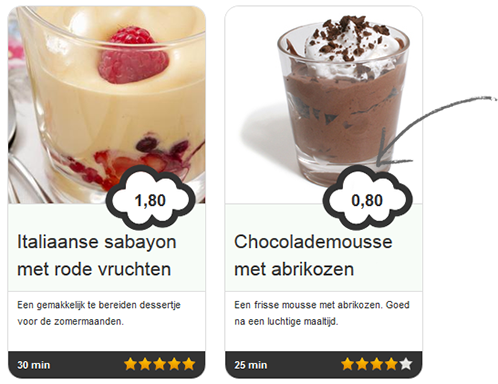 1,80
Italiaanse sabayon
met rode vruchten
Een gemakkelijk te bereiden dessertje
voor de zomermaanden.
30 min
0,80
Chocolademousse
met abrikozen
Een frisse mousse met abrikozen. Goed
na een luchtige maaltijd.
25 min